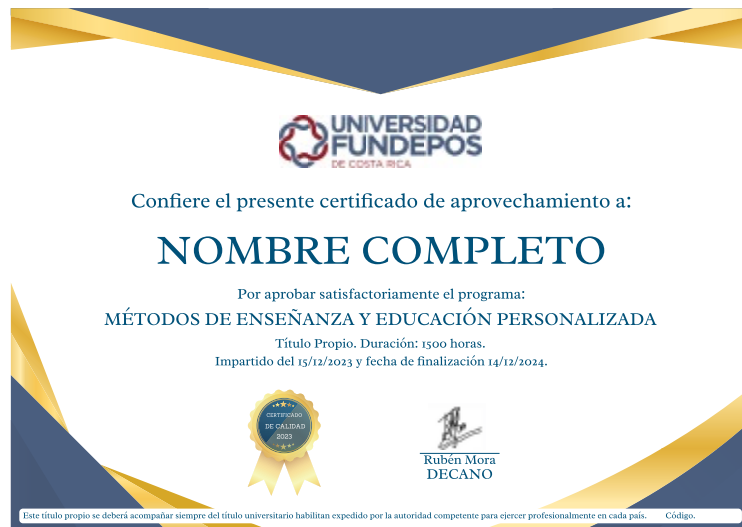 UNIVERSIDAD
FUNDEPOS
DE COSTA RICA
Confiere el presente certificado de aprovechamiento a:
NOMBRE COMPLETO
Por aprobar satisfactoriamente el programa:
MÉTODOS DE ENSEÑANZA Y EDUCACIÓN PERSONALIZADA
Título Propio. Duración: 1500 horas.
Impartido del 15/12/2023 y fecha de finalización 14/12/2024.
CERTIFICADO
DE CALIDAD
2023
Rubén Mora
DECANO
Este título propio se deberá acompañar siempre del título universitario habilitan expedido por la autoridad competente para ejercer profesionalmente en cada país. Código.